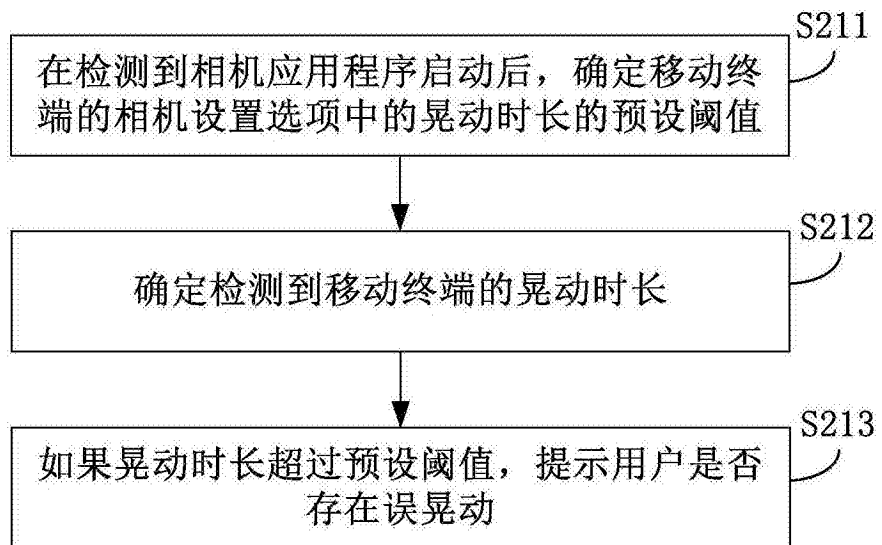 S211
在检测到相机应用程序启动后，确定移动终
端的相机设置选项中的晃动时长的预设阈值
S212
确定检测到移动终端的晃动时长
S213
如果晃动时长超过预设阈值，提示用户是否
存在误晃动